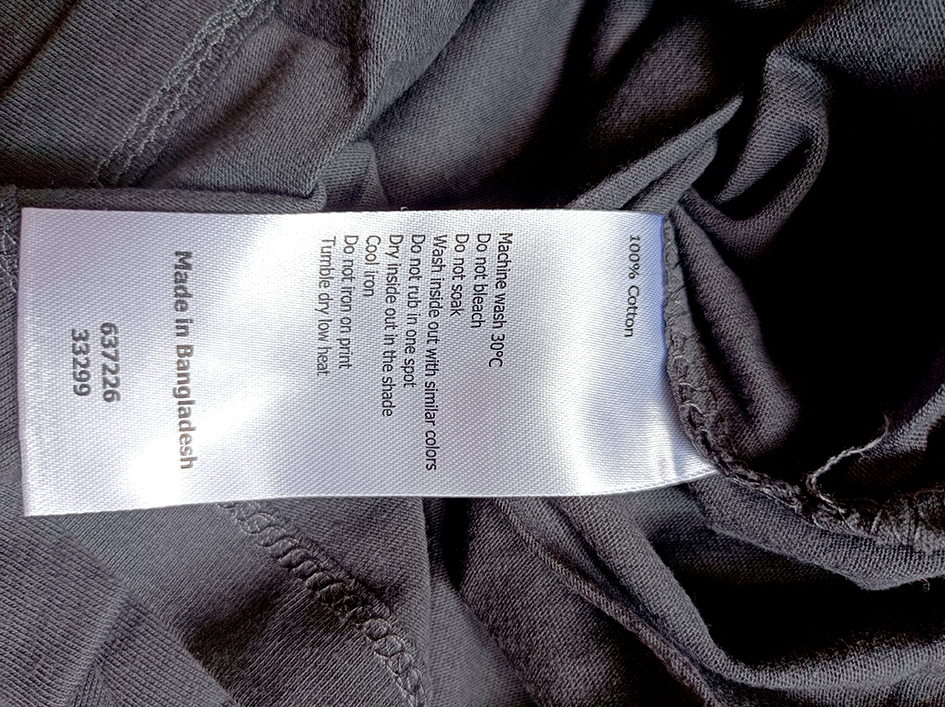 100% Cotton
Machine wash 30°C
Do not bleach
Do not soak
Wash inside out with similar colors
Do not rub in one spot
Dry inside out in the shade
Cool iron
Do not iron on print
Tumble dry low heat
Made in Bangladesh
637226
33299